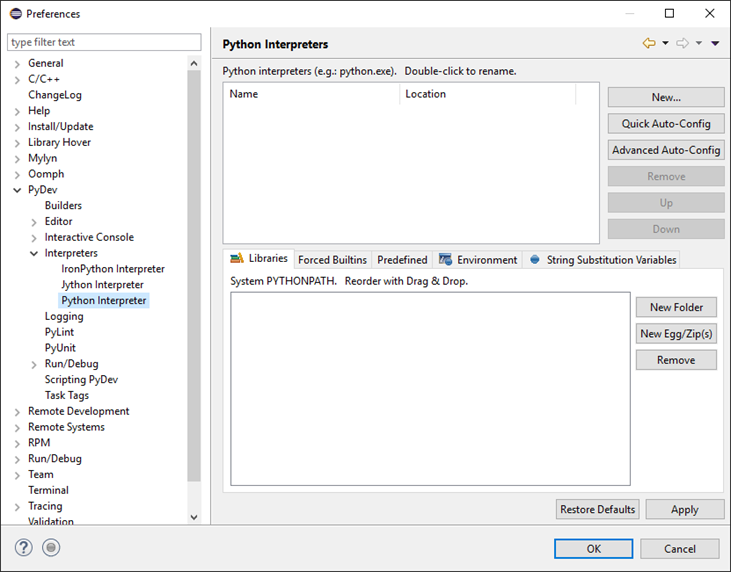 Preferences
type filter text
General
C/C++
ChangeLog
Help
Install/Update
Library Hover
Mylyn
Oomph
PyDev
Builders
Editor
Interactive Console
Interpreters
IronPython Interpreter
Jython Interpreter
Python Interpreter
Logging
PyLint
PyUnit
Run/Debug
Scripting PyDev
Task Tags
Remote Development
Remote Systems
RPM
Run/Debug
Team
Terminal
Tracing
Validation
Python Interpreters
Python interpreters (e.g.: python.exe).   Double-click to rename.
Name Location
New...
Quick Auto-Config
Advanced Auto-Config
Remove
Up
Down
Libraries Forced Builtins Predefined Environment String Substitution Variables
System PYTHONPATH.   Reorder with Drag & Drop.
New Folder
New Egg/Zip(s)
Remove
Restore Defaults Apply
? OK Cancel